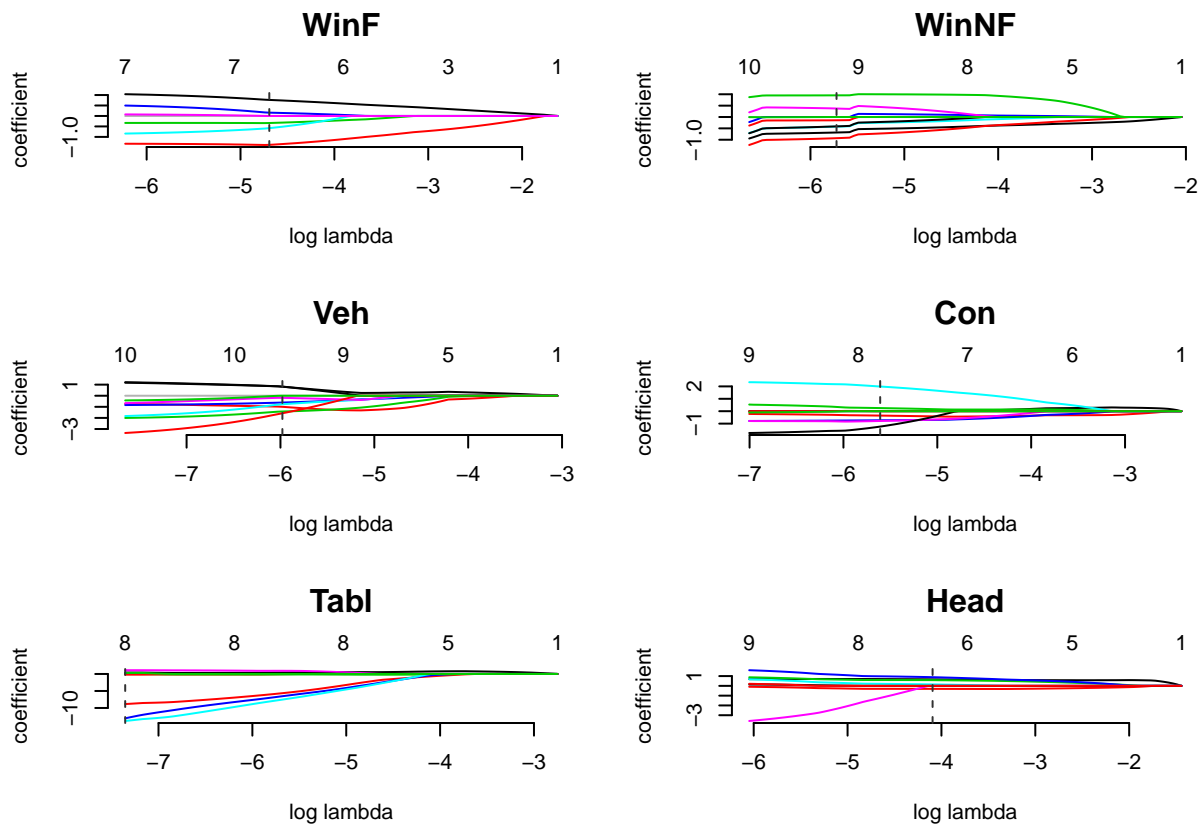 WinF
7 7 6 3 1
coefficient
−1.0
−6 −5 −4 −3 −2
log lambda
WinNF
10 9 8 5 1
coefficient
−1.0
−6 −5 −4 −3 −2
log lambda
Veh
10 10 9 5 1
coefficient
1
−3
−7 −6 −5 −4 −3
log lambda
Con
9 8 7 6 1
coefficient
2
−1
−7 −6 −5 −4 −3
log lambda
Tabl
8 8 8 5 1
coefficient
−10
−7 −6 −5 −4 −3
log lambda
Head
9 8 6 5 1
coefficient
1
−3
−6 −5 −4 −3 −2
log lambda